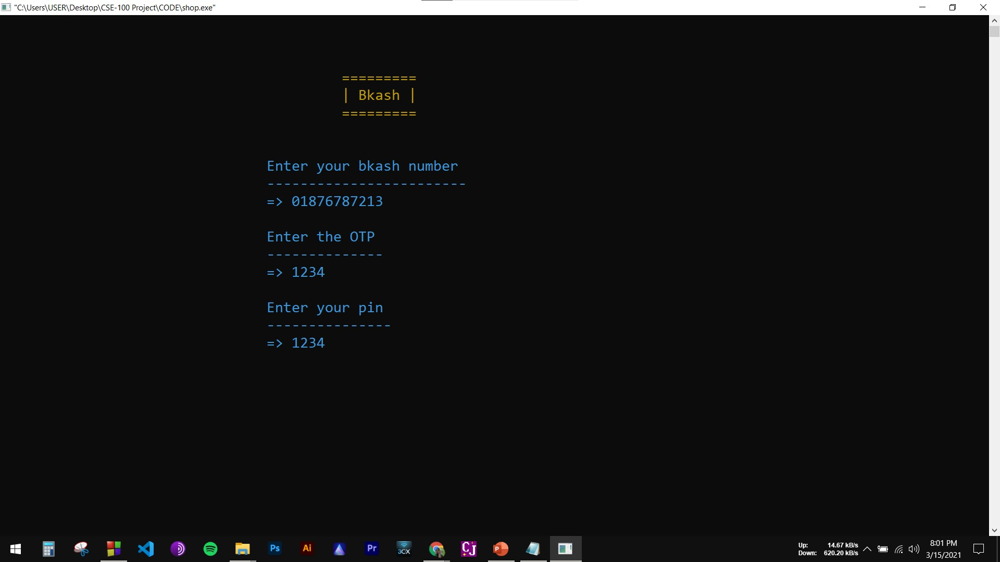 "C:\Users\USER\Desktop\CSE-100 Project\CODE\shop.exe"
=========
| Bkash |
=========
Enter your bkash number
------------------------
=> 01876787213
Enter the OTP
--------------
=> 1234
Enter your pin
---------------
=> 1234
Ps
Ai
Pr
3CX
CJ
P
Up: 14.67 kB/s
Down: 620.20 kB/s
8:01 PM
3/15/2021